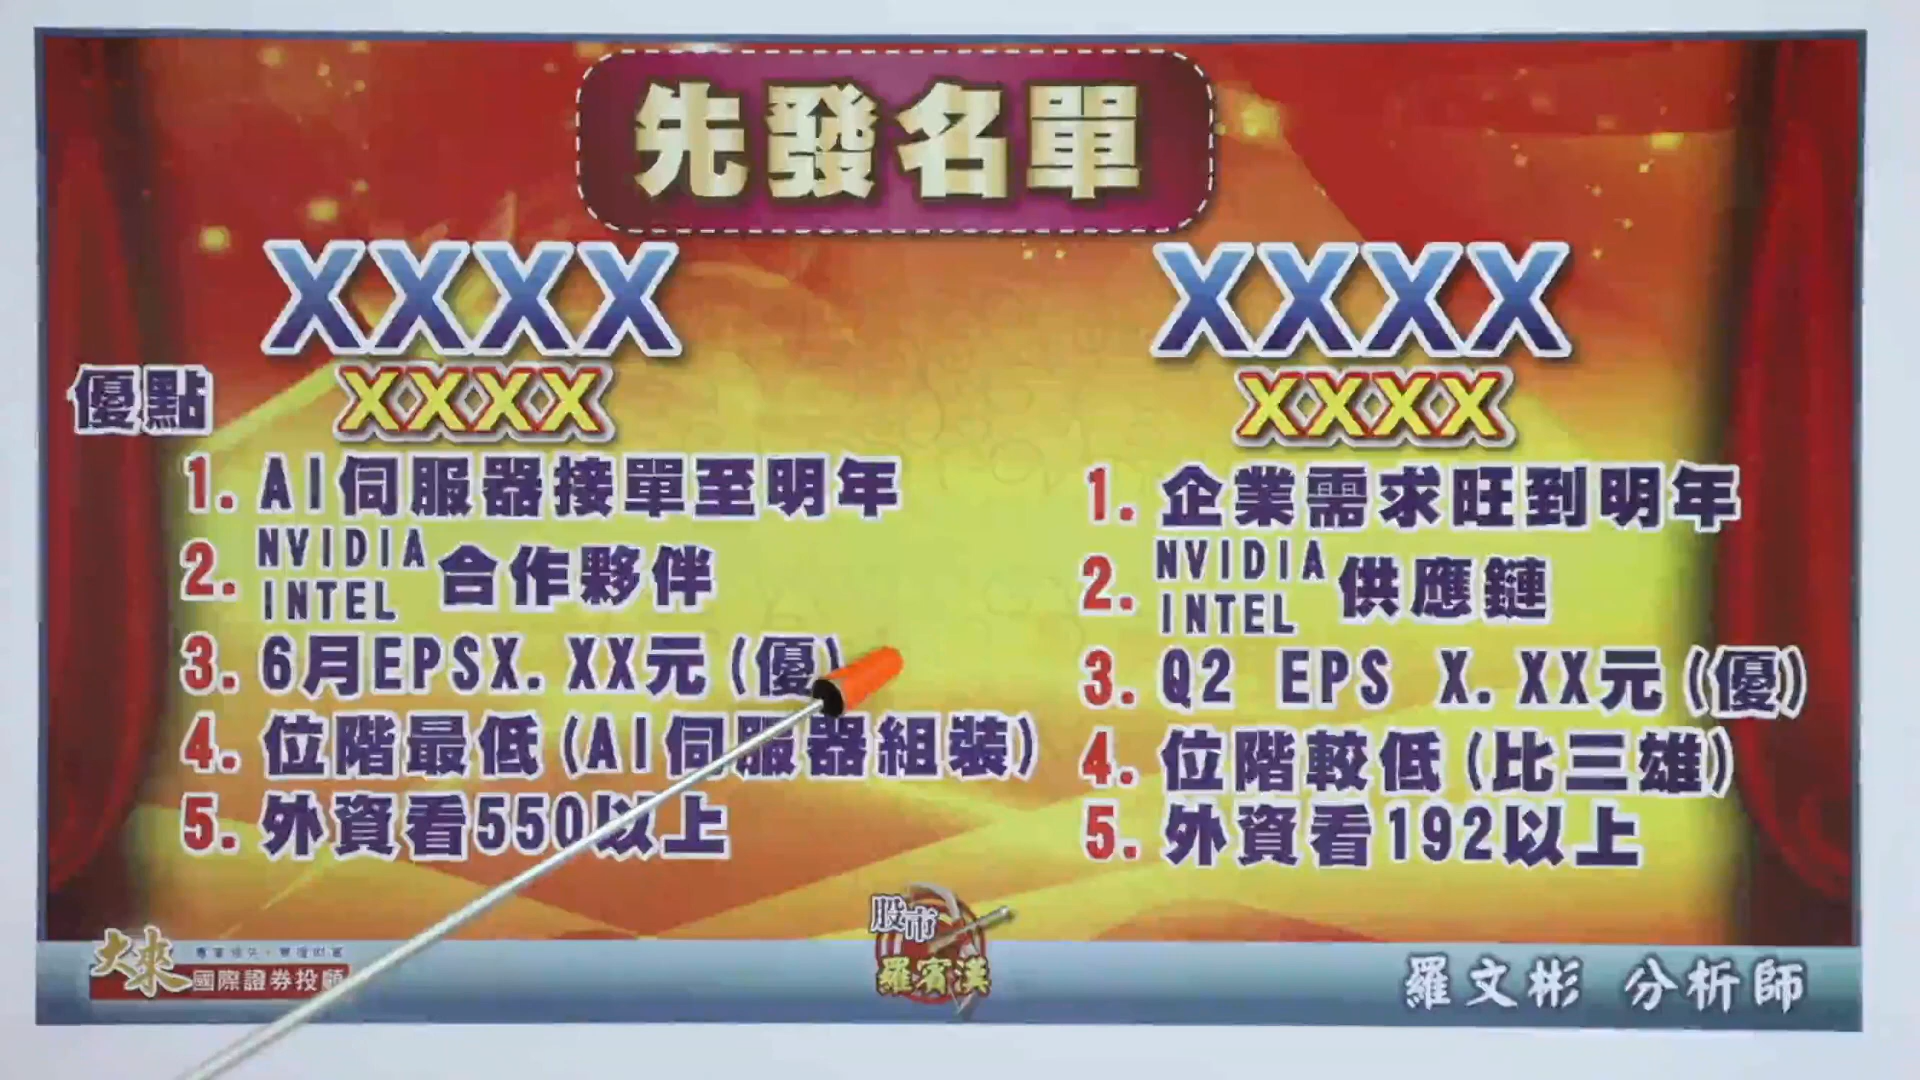 先發名單
XXXX
XXXX
優點
1. AI伺服器接單至明年
2. NVIDIA INTEL 合作夥伴
3. 6月EPSX.XX元(優)
4. 位階最低(AI伺服器組裝)
5. 外資看550以上
XXXX
XXXX
1. 企業需求旺到明年
2. NVIDIA INTEL 供應鏈
3. Q2 EPS X.XX元(優)
4. 位階較低(比三雄)
5. 外資看192以上
大來
國際證券投顧
股市
羅賓漢
羅文彬 分析師